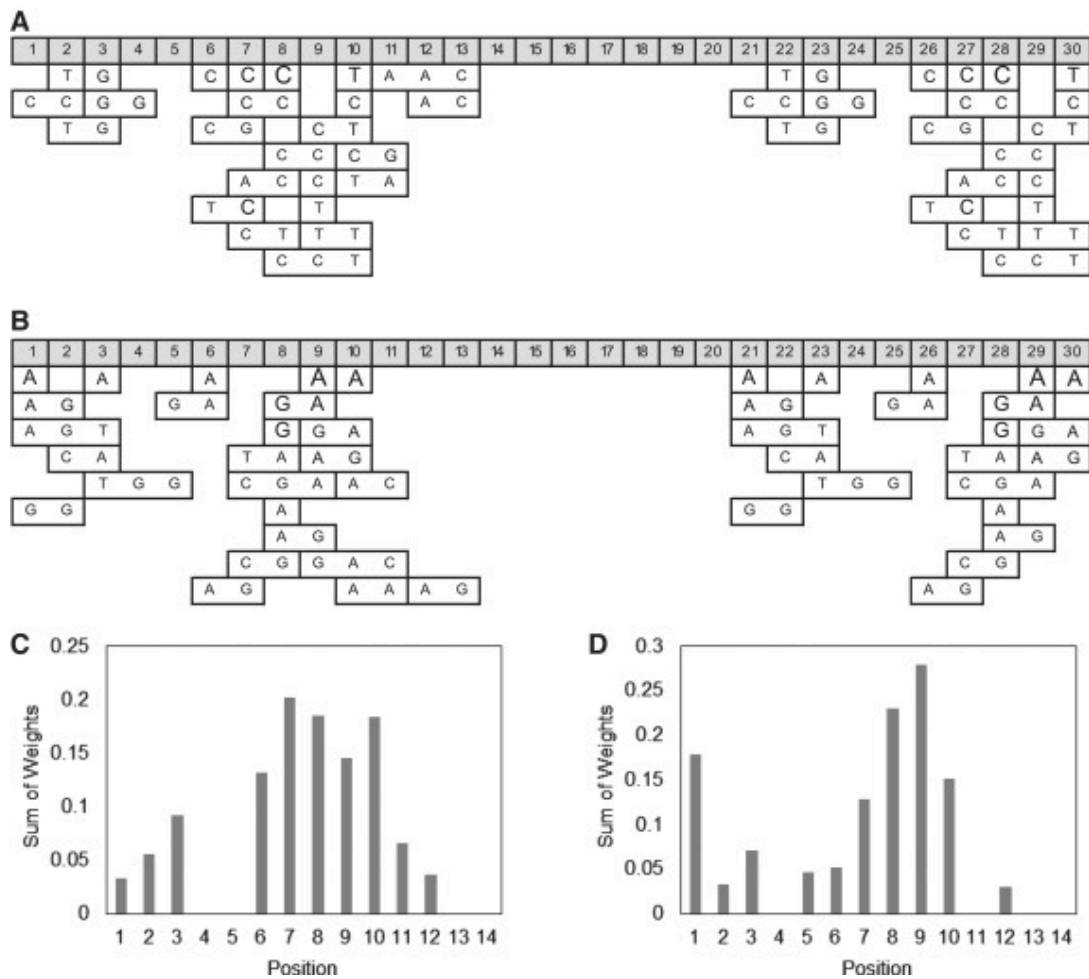 A
1 2 3 4 5 6 7 8 9 10 11 12 13 14 15 16 17 18 19 20 21 22 23 24 25 26 27 28 29 30
T G C C C T A A C T G C C C T
C C G G C C C A C C C G G C C C
T G C G C T T G C G C T
C C C G C C
A C C T A A C C
T C T T C T
C T T T C T T T
C C T C C T
B
1 2 3 4 5 6 7 8 9 10 11 12 13 14 15 16 17 18 19 20 21 22 23 24 25 26 27 28 29 30
A A A A A A A A A A
A G G A G A A G G A G A
A G T G G A A G T G G A
C A T A A G C A T A A G
T G G C G A A C T G G C G A
G G A G G A
A G A G
C G G A C C G
A G A A A G A G
C
0.25
0.2
0.15
0.1
0.05
0
Sum of Weights
1 2 3 4 5 6 7 8 9 10 11 12 13 14
Position
D
0.3
0.25
0.2
0.15
0.1
0.05
0
Sum of Weights
1 2 3 4 5 6 7 8 9 10 11 12 13 14
Position